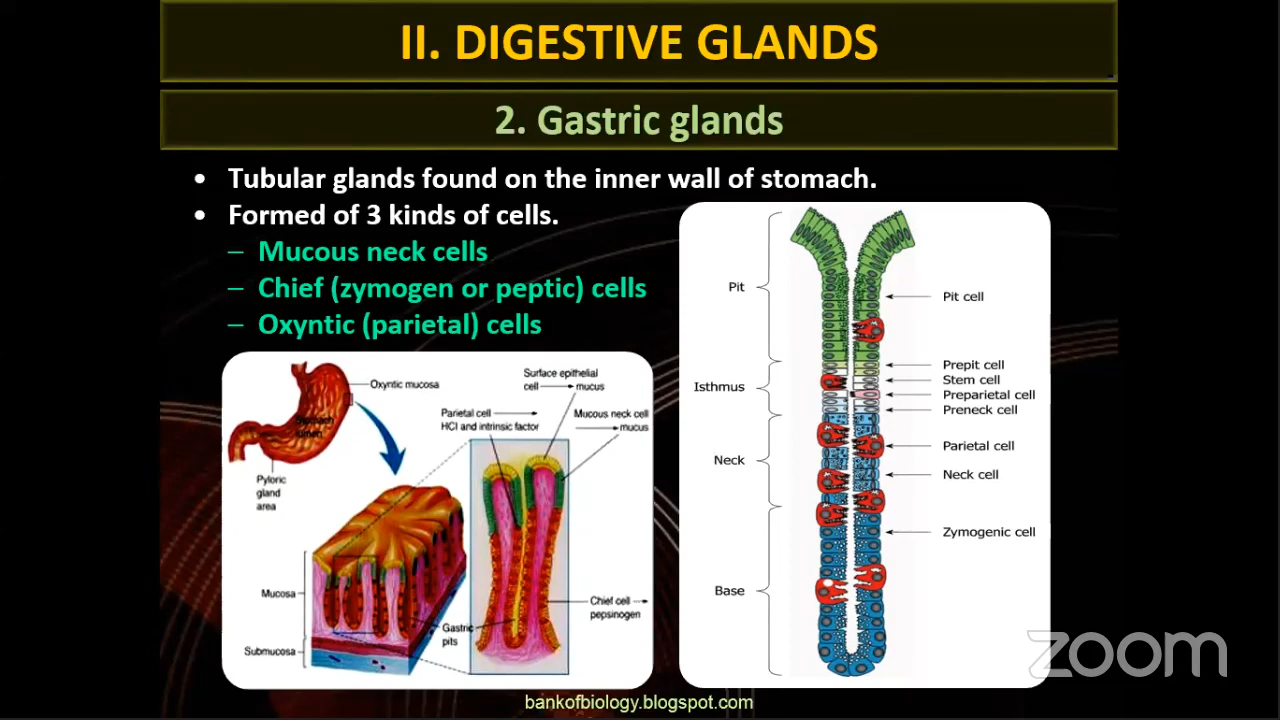 II. DIGESTIVE GLANDS
2. Gastric glands
• Tubular glands found on the inner wall of stomach.
• Formed of 3 kinds of cells.
– Mucous neck cells
– Chief (zymogen or peptic) cells
– Oxyntic (parietal) cells
Oxyntic mucosa
Stomach
lumen
Pyloric
gland
area
Surface epithelial
cell → mucus
Parietal cell →
HCl and intrinsic factor
Mucous neck cell
→ mucus
Mucosa
Submucosa
Gastric
pits
Chief cell →
pepsinogen
Pit
Isthmus
Neck
Base
Pit cell
Prepit cell
Stem cell
Preparietal cell
Preneck cell
Parietal cell
Neck cell
Zymogenic cell
zoom
bankofbiology.blogspot.com